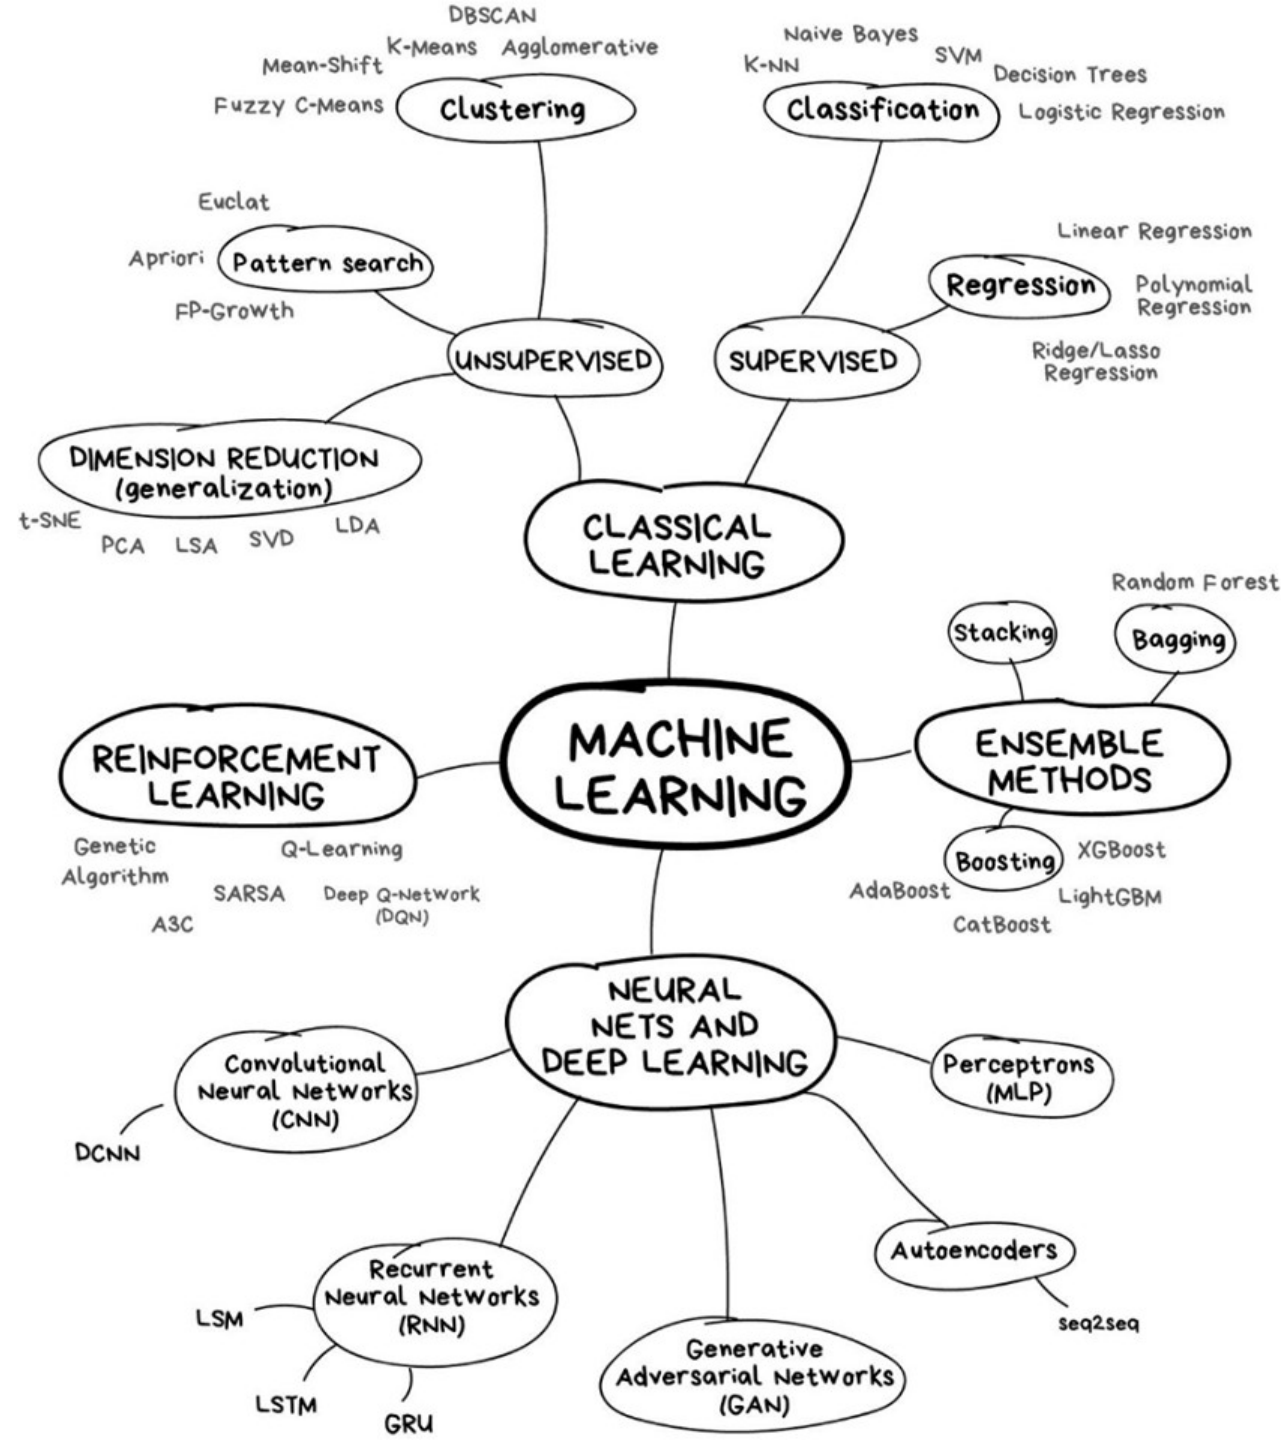 DBSCAN
K-Means
Agglomerative
Mean-Shift
Fuzzy C-Means
Clustering
Naive Bayes
K-NN
SVM
Decision Trees
Classification
Logistic Regression
Euclat
Apriori
Pattern search
FP-Growth
Linear Regression
Regression
Polynomial
Regression
Ridge/Lasso
Regression
UNSUPERVISED
SUPERVISED
DIMENSION REDUCTION
(generalization)
t-SNE
PCA
LSA
SVD
LDA
CLASSICAL
LEARNING
Random Forest
Stacking
Bagging
MACHINE
LEARNING
REINFORCEMENT
LEARNING
ENSEMBLE
METHODS
Genetic
Algorithm
Q-Learning
SARSA
Deep Q-Network
(DQN)
A3C
Boosting
XGBoost
AdaBoost
LightGBM
CatBoost
NEURAL
NETS AND
DEEP LEARNING
Convolutional
Neural Networks
(CNN)
DCNN
Perceptrons
(MLP)
Recurrent
Neural Networks
(RNN)
LSM
LSTM
GRU
Autoencoders
seq2seq
Generative
Adversarial Networks
(GAN)